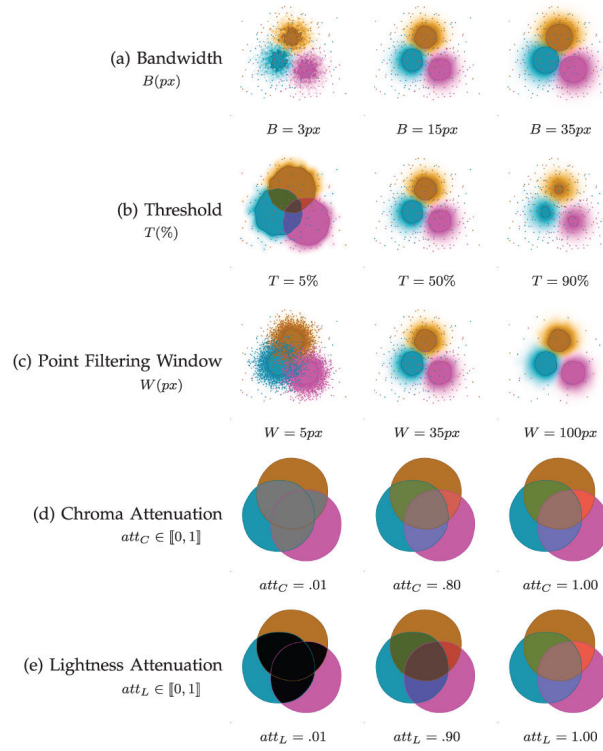 (a) Bandwidth
B(px)
B = 3px
B = 15px
B = 35px
(b) Threshold
T(%)
T = 5%
T = 50%
T = 90%
(c) Point Filtering Window
W(px)
W = 5px
W = 35px
W = 100px
(d) Chroma Attenuation
att_C ∈ ⟦0, 1⟧
att_C = .01
att_C = .80
att_C = 1.00
(e) Lightness Attenuation
att_L ∈ ⟦0, 1⟧
att_L = .01
att_L = .90
att_L = 1.00